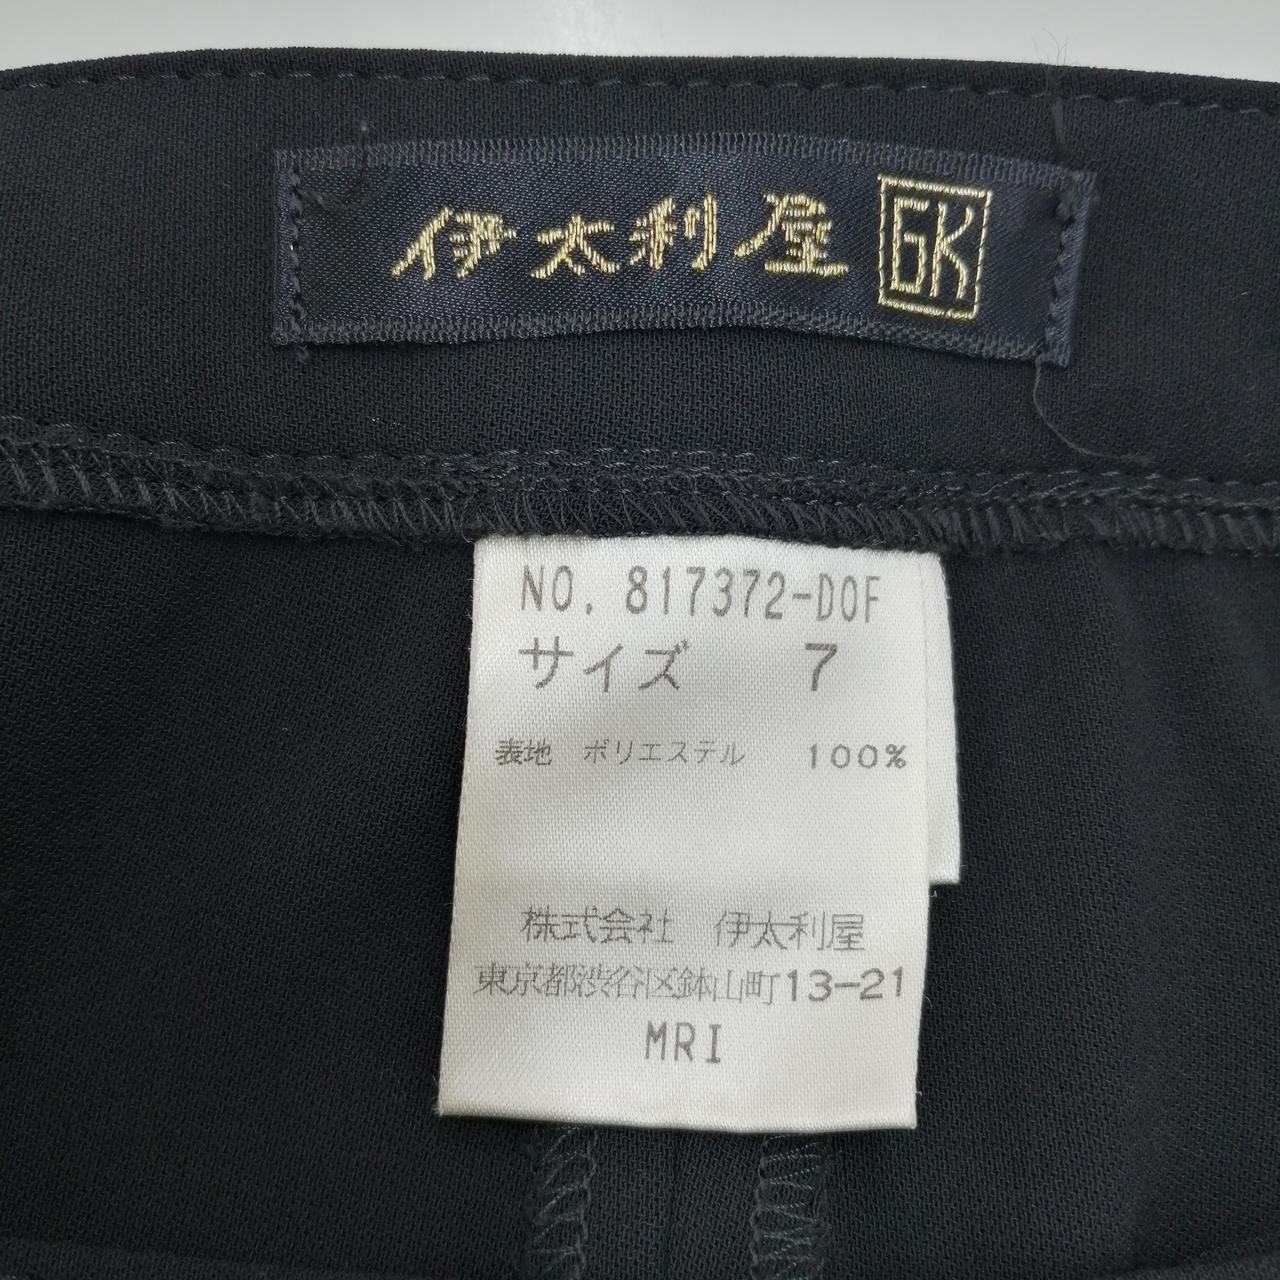 伊太利屋 GK
NO. 817372-DOF
サイズ 7
表地 ポリエステル 100%
株式会社 伊太利屋
東京都渋谷区鉢山町13-21
MRI